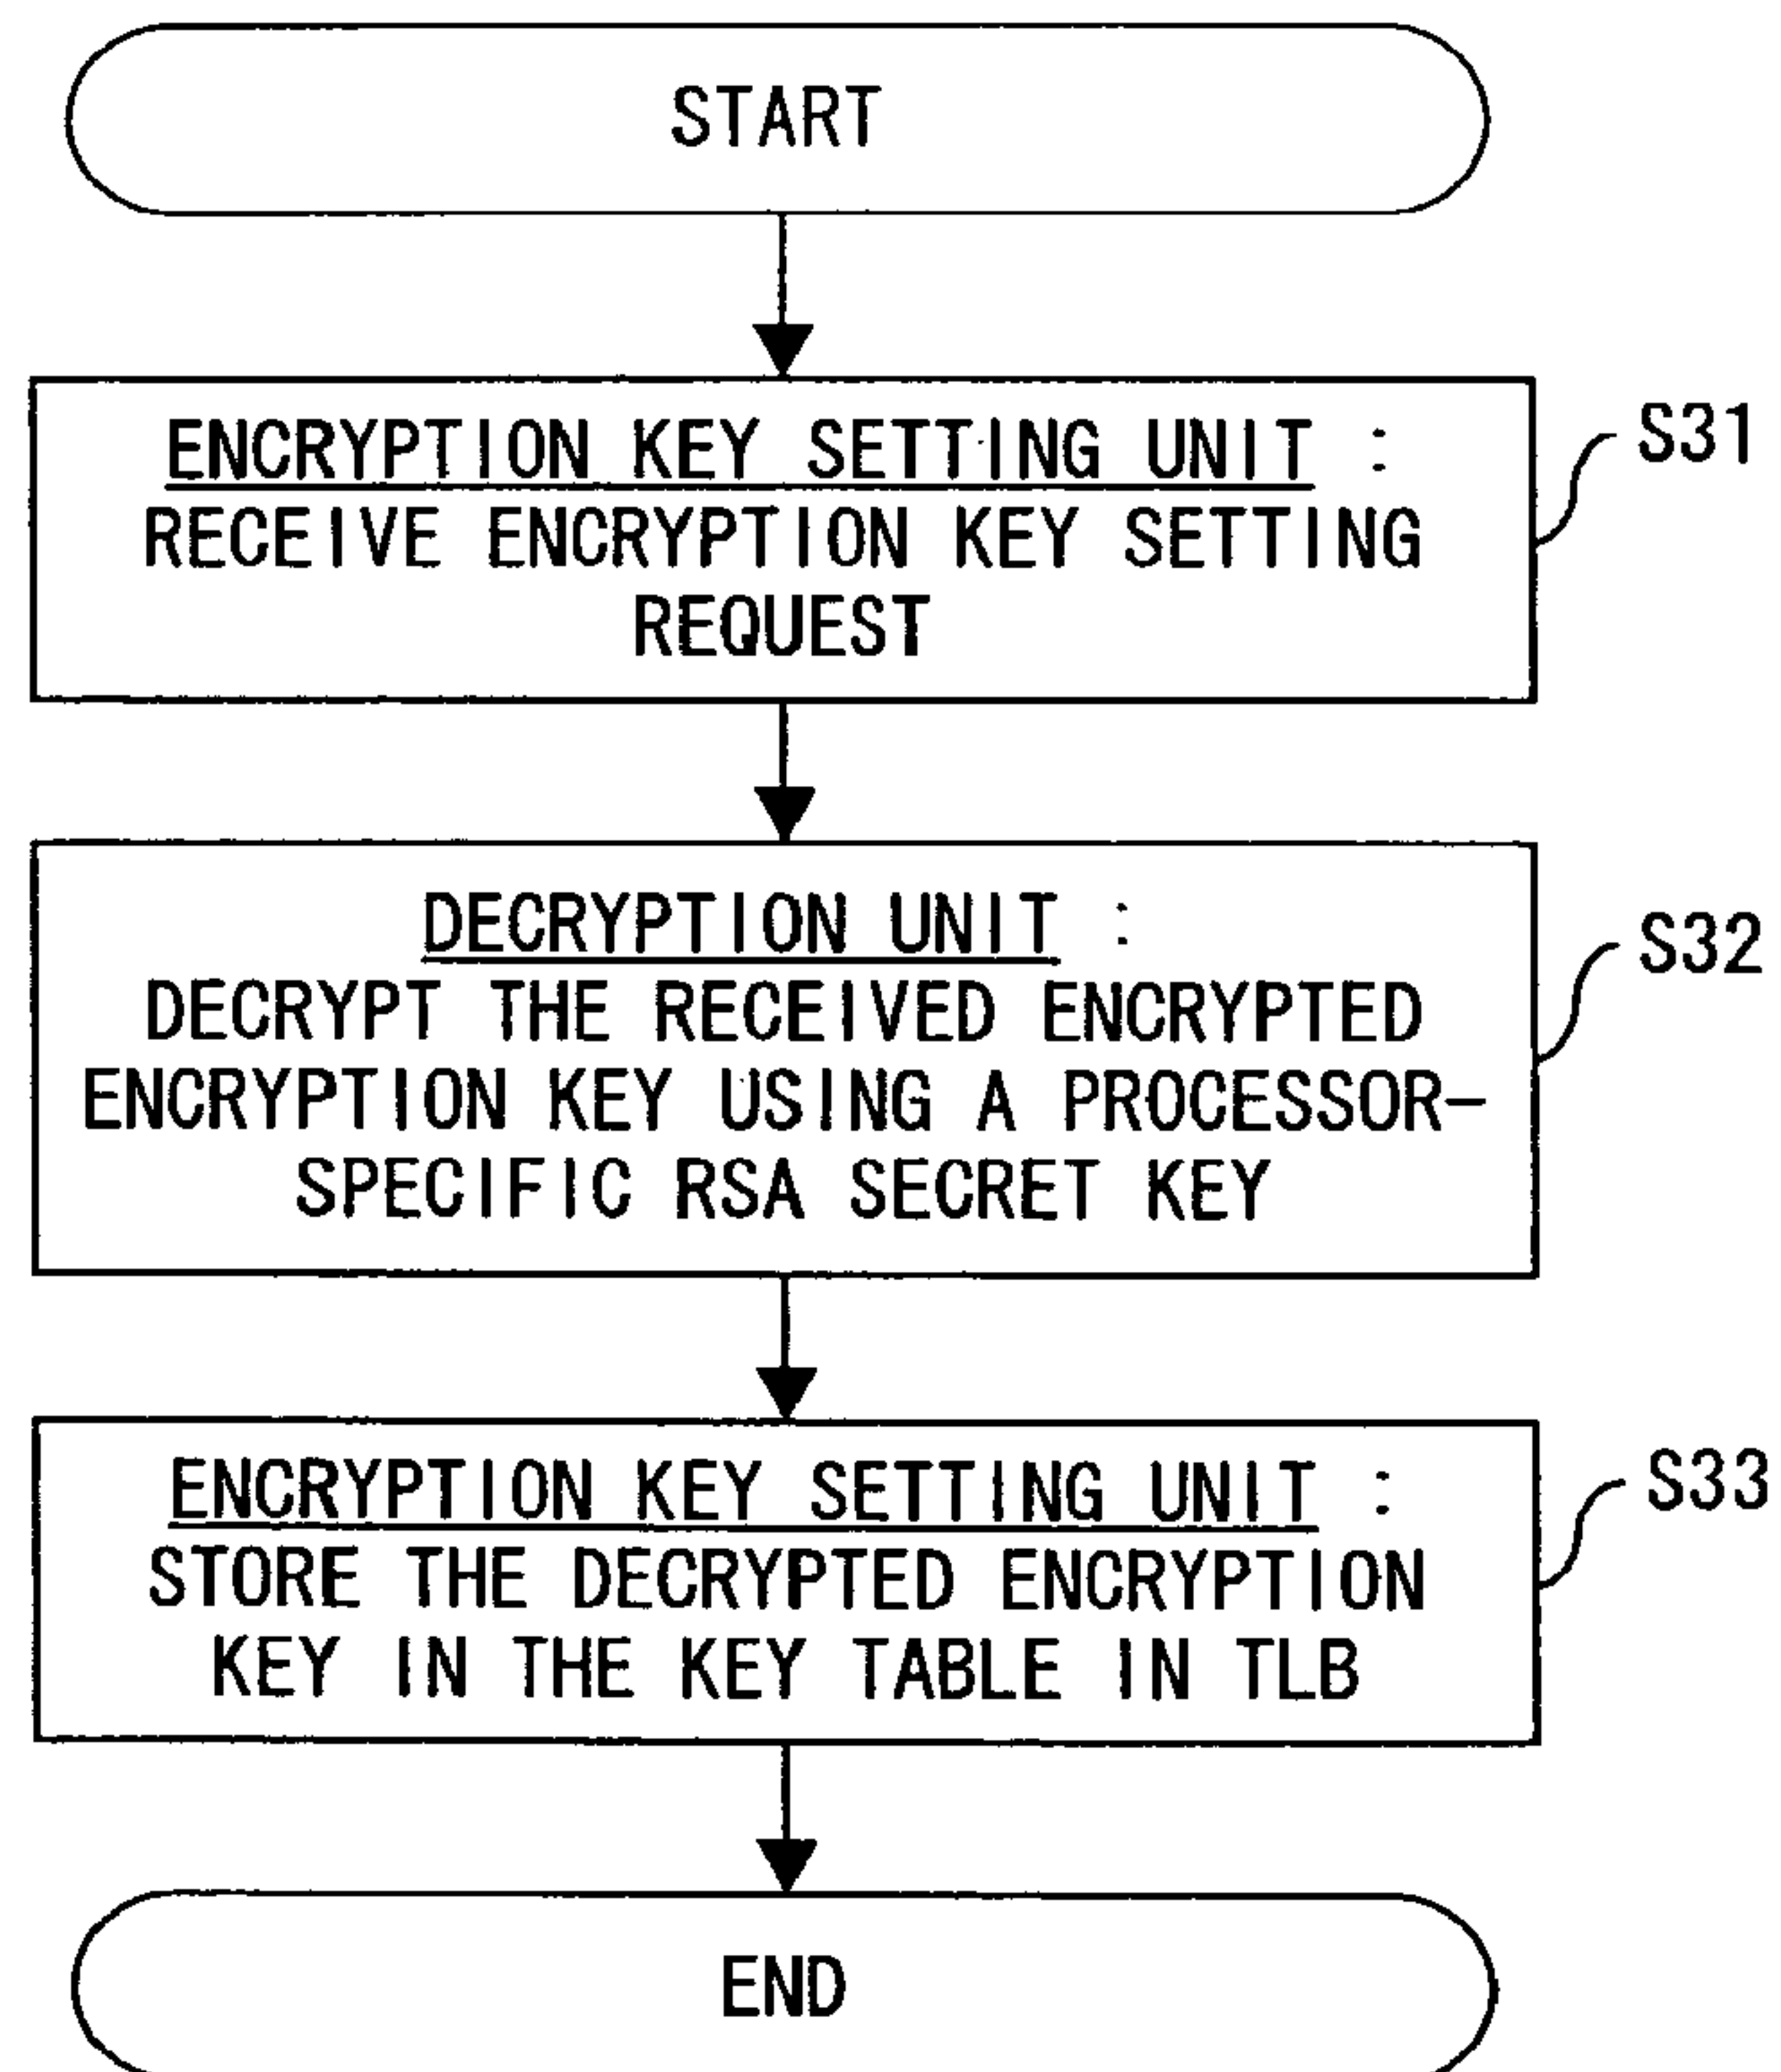 START
ENCRYPTION KEY SETTING UNIT :
RECEIVE ENCRYPTION KEY SETTING
REQUEST
S31
DECRYPTION UNIT :
DECRYPT THE RECEIVED ENCRYPTED
ENCRYPTION KEY USING A PROCESSOR-
SPECIFIC RSA SECRET KEY
S32
ENCRYPTION KEY SETTING UNIT :
STORE THE DECRYPTED ENCRYPTION
KEY IN THE KEY TABLE IN TLB
S33
END